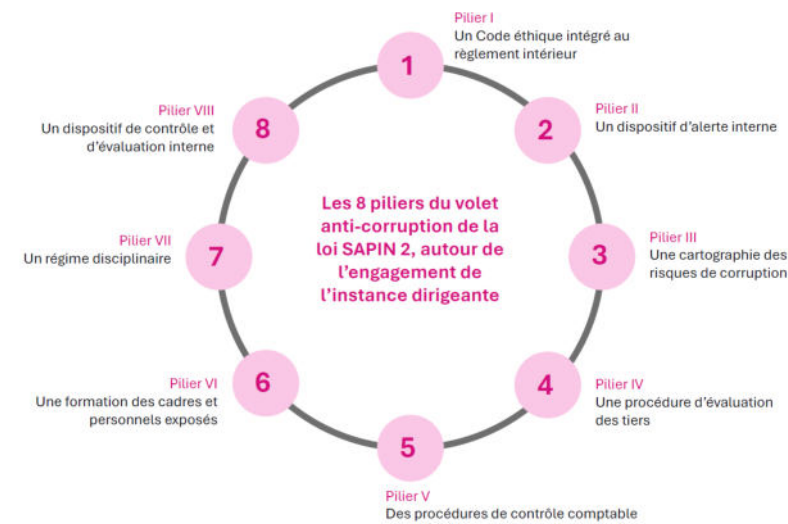 Pilier I
Un Code éthique intégré au
règlement intérieur
1
Pilier II
Un dispositif d'alerte interne
2
Pilier III
Une cartographie des
risques de corruption
3
Pilier IV
Une procédure d'évaluation
des tiers
4
Pilier V
Des procédures de contrôle comptable
5
Pilier VI
Une formation des cadres et
personnels exposés
6
Pilier VII
Un régime disciplinaire
7
Pilier VIII
Un dispositif de contrôle et
d'évaluation interne
8
Les 8 piliers du volet
anti-corruption de la
loi SAPIN 2, autour de
l'engagement de
l'instance dirigeante